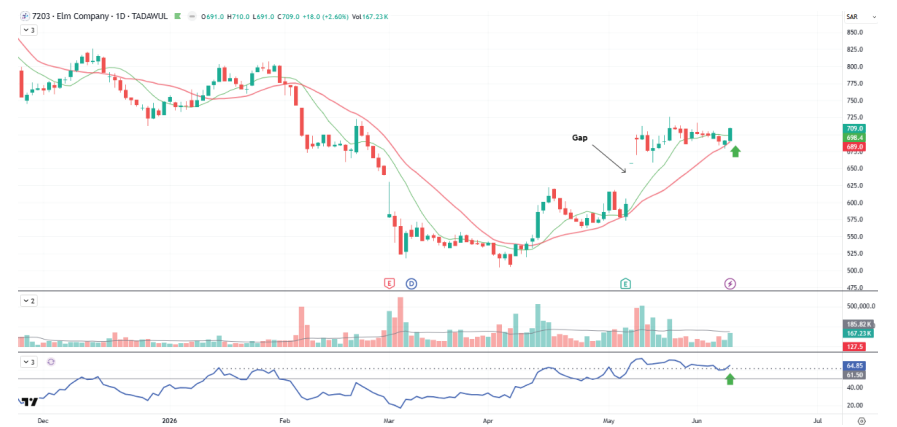 7203 · Elm Company · 1D · TADAWUL O691.0 H710.0 L691.0 C709.0 +18.0 (+2.60%) Vol167.23K
SAR
3
850.0
825.0
800.0
775.0
750.0
725.0
709.0
698.4
689.0
675.0
650.0
625.0
600.0
575.0
550.0
525.0
500.0
475.0
Gap
E
D
E
2
500,000.0
185.82K
167.23K
127.5
3
64.85
61.50
40.00
20.00
Dec
2026
Feb
Mar
Apr
May
Jun
Jul